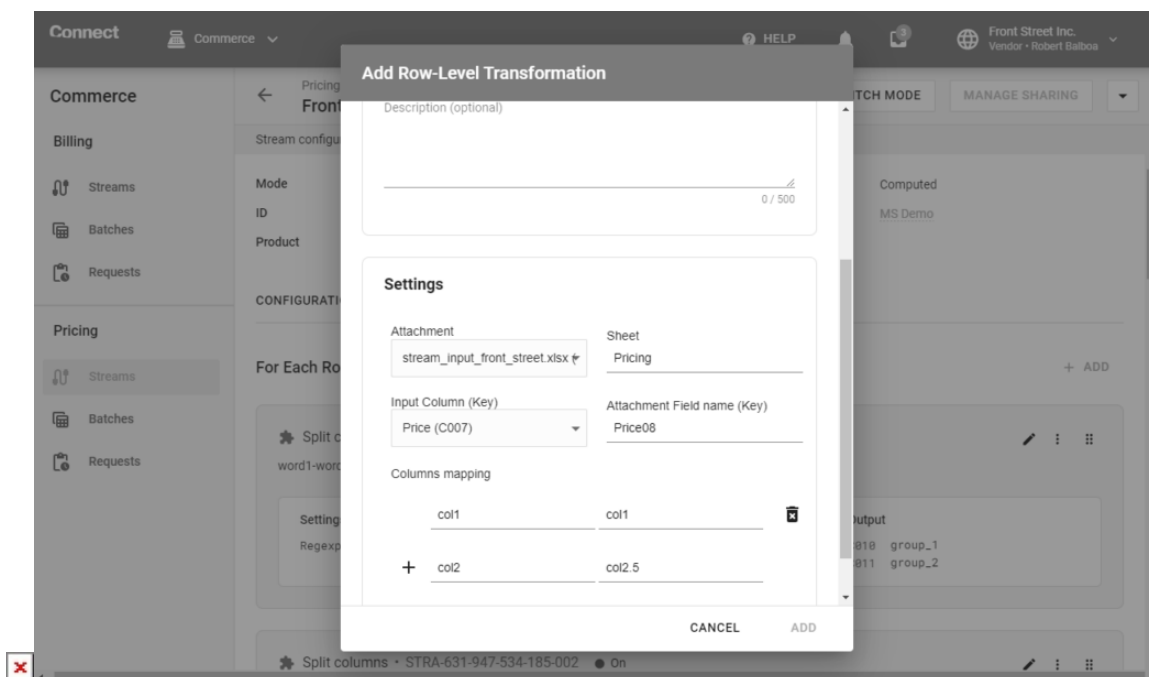 Connect
Commerce
HELP
3
Front Street Inc.
Vendor • Robert Balboa
Commerce
Pricing
Front
TCH MODE
MANAGE SHARING
Billing
Streams
Batches
Requests
Pricing
Streams
Batches
Requests
Stream configu
Mode
ID
Product
Computed
MS Demo
CONFIGURATI
For Each Ro
+ ADD
Split c
word1-word
Setting
Regexp
utput
010 group_1
011 group_2
Split columns • STRA-631-947-534-185-002 ● On
Add Row-Level Transformation
Description (optional)
0 / 500
Settings
Attachment
Sheet
stream_input_front_street.xlsx (
Pricing
Input Column (Key)
Attachment Field name (Key)
Price (C007)
Price08
Columns mapping
col1 col1
+ col2 col2.5
CANCEL
ADD